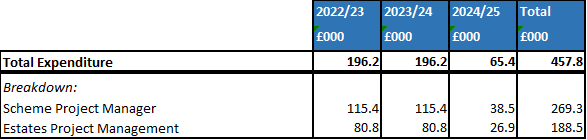 2022/23 2023/24 2024/25 Total
£000 £000 £000 £000
Total Expenditure 196.2 196.2 65.4 457.8
Breakdown:
Scheme Project Manager 115.4 115.4 38.5 269.3
Estates Project Management 80.8 80.8 26.9 188.5